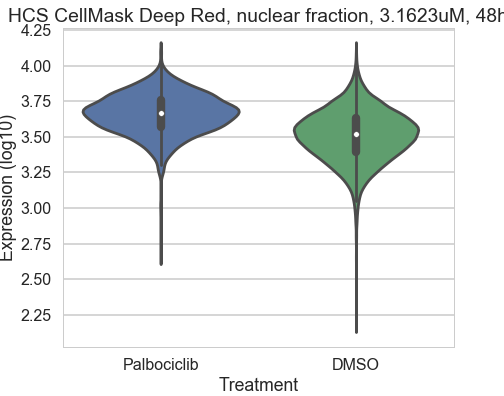 HCS CellMask Deep Red, nuclear fraction, 3.1623uM, 48h
4.25
4.00
3.75
3.50
3.25
3.00
2.75
2.50
2.25
Expression (log10)
Palbociclib DMSO
Treatment